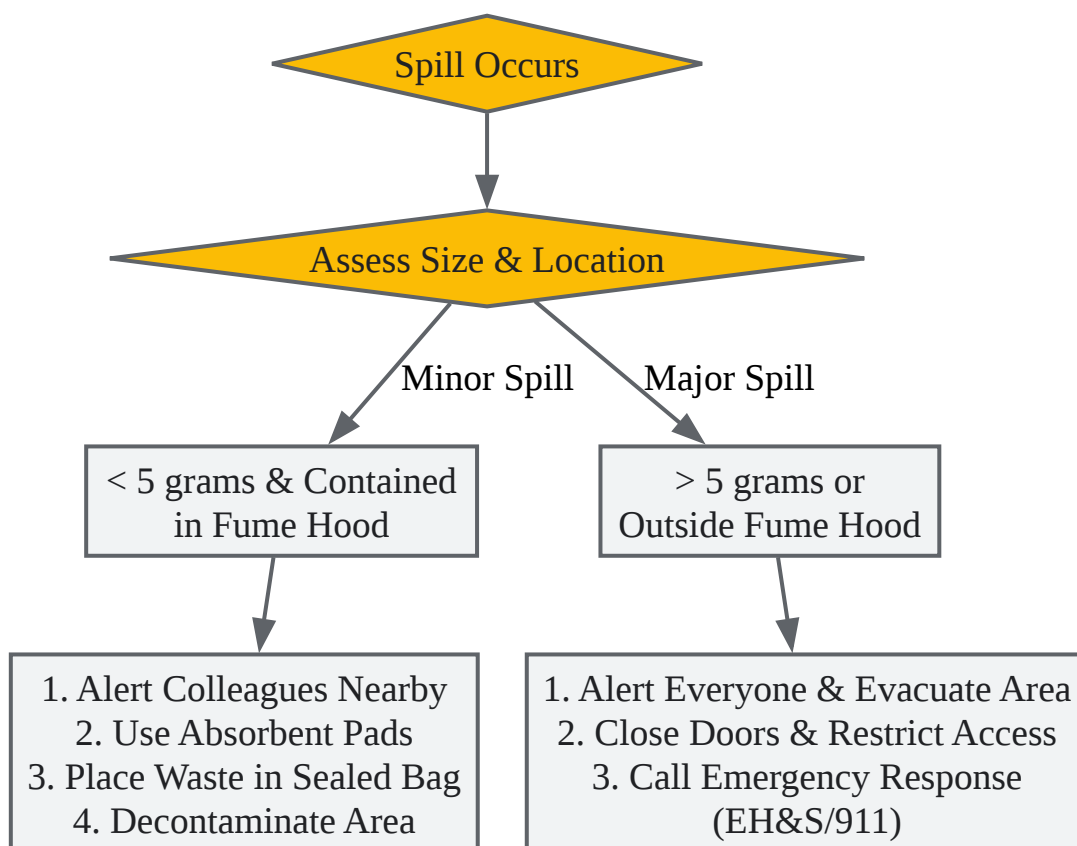 Spill Occurs
Assess Size & Location
Minor Spill
Major Spill
< 5 grams & Contained
in Fume Hood
> 5 grams or
Outside Fume Hood
1. Alert Colleagues Nearby
2. Use Absorbent Pads
3. Place Waste in Sealed Bag
4. Decontaminate Area
1. Alert Everyone & Evacuate Area
2. Close Doors & Restrict Access
3. Call Emergency Response
(EH&S/911)